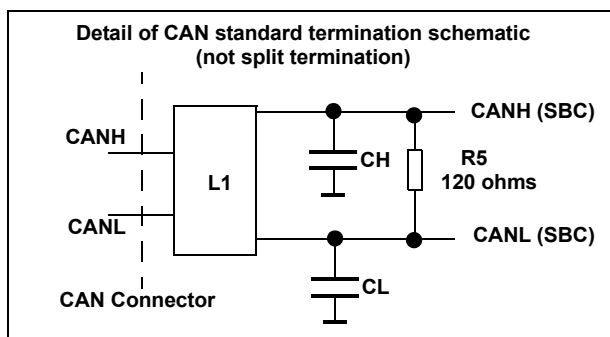 Detail of CAN standard termination schematic
(not split termination)
CANH
L1
CH
R5
120 ohms
CANH (SBC)
CANL
CANL (SBC)
CL
CAN Connector